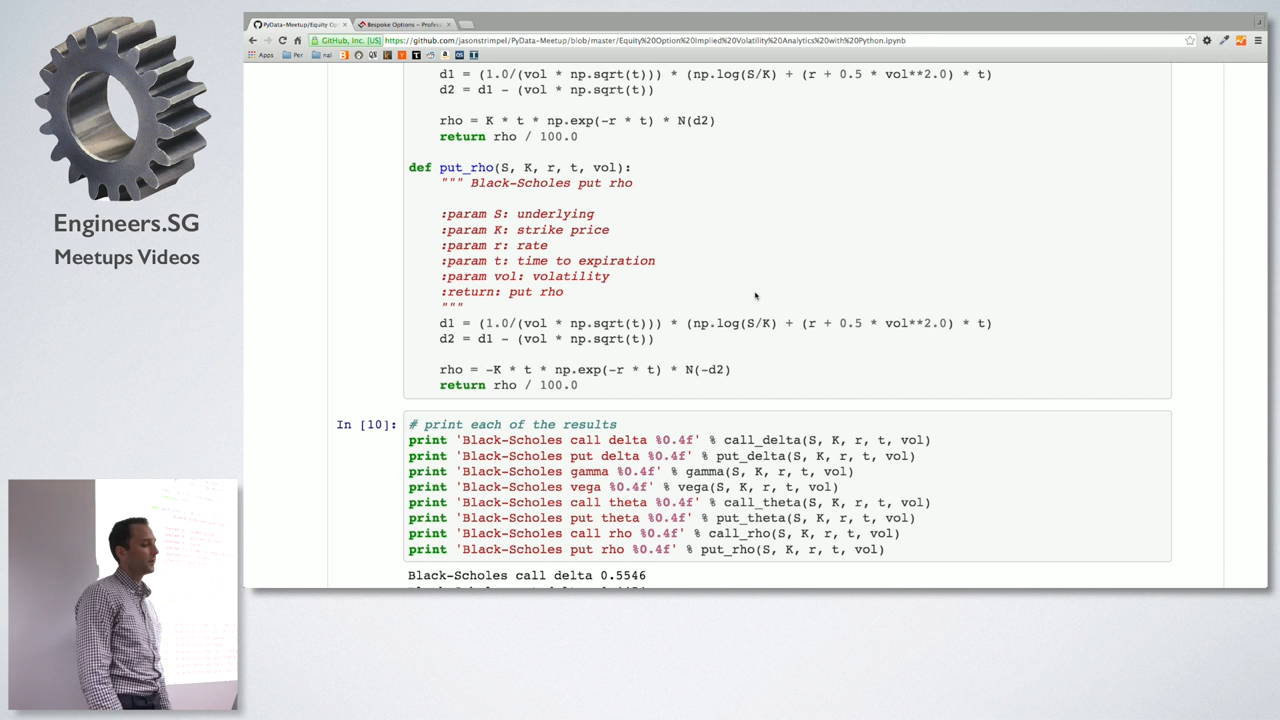 PyData-Meetup/Equity Op
Bespoke Options – Profess
GitHub, Inc. [US] https://github.com/jasonstrimpel/PyData-Meetup/blob/master/Equity%20Option%20Implied%20Volatility%20Analytics%20with%20Python.ipynb
Apps Per nal
d1 = (1.0/(vol * np.sqrt(t))) * (np.log(S/K) + (r + 0.5 * vol**2.0) * t)
d2 = d1 - (vol * np.sqrt(t))
rho = K * t * np.exp(-r * t) * N(d2)
return rho / 100.0
def put_rho(S, K, r, t, vol):
""" Black-Scholes put rho
:param S: underlying
:param K: strike price
:param r: rate
:param t: time to expiration
:param vol: volatility
:return: put rho
"""
d1 = (1.0/(vol * np.sqrt(t))) * (np.log(S/K) + (r + 0.5 * vol**2.0) * t)
d2 = d1 - (vol * np.sqrt(t))
rho = -K * t * np.exp(-r * t) * N(-d2)
return rho / 100.0
In [10]:
# print each of the results
print 'Black-Scholes call delta %0.4f' % call_delta(S, K, r, t, vol)
print 'Black-Scholes put delta %0.4f' % put_delta(S, K, r, t, vol)
print 'Black-Scholes gamma %0.4f' % gamma(S, K, r, t, vol)
print 'Black-Scholes vega %0.4f' % vega(S, K, r, t, vol)
print 'Black-Scholes call theta %0.4f' % call_theta(S, K, r, t, vol)
print 'Black-Scholes put theta %0.4f' % put_theta(S, K, r, t, vol)
print 'Black-Scholes call rho %0.4f' % call_rho(S, K, r, t, vol)
print 'Black-Scholes put rho %0.4f' % put_rho(S, K, r, t, vol)
Black-Scholes call delta 0.5546
Engineers.SG
Meetups Videos